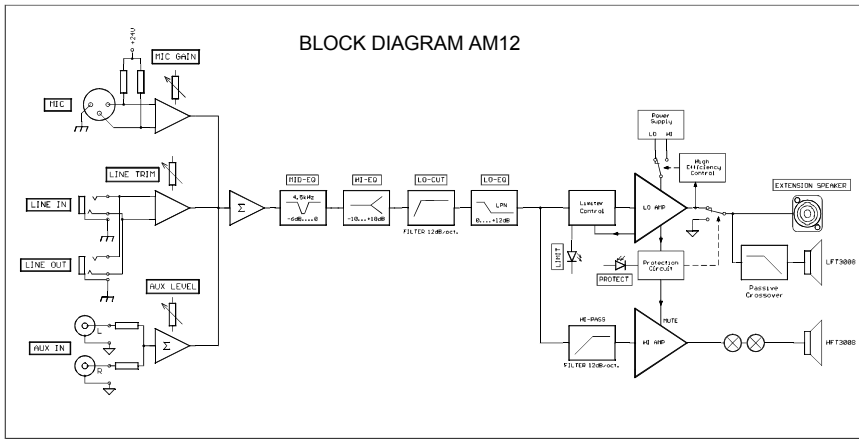 BLOCK DIAGRAM AM12
+24V
MIC GAIN
MIC
LINE TRIM
LINE IN
LINE OUT
AUX LEVEL
L
AUX IN
R
Σ
Σ
MID-EQ
4,5kHz
-6dB....0
HI-EQ
-10...+10dB
LO-CUT
FILTER 12dB/oct.
LO-EQ
LPN
0....+12dB
Limiter
Control
LIMIT
Power
Supply
LO HI
High
Efficiency
Control
LO AMP
EXTENSION SPEAKER
PROTECT
Protection
Circuit
Passive
Crossover
LFT3008
HI-PASS
FILTER 12dB/oct.
MUTE
HI AMP
HFT3008